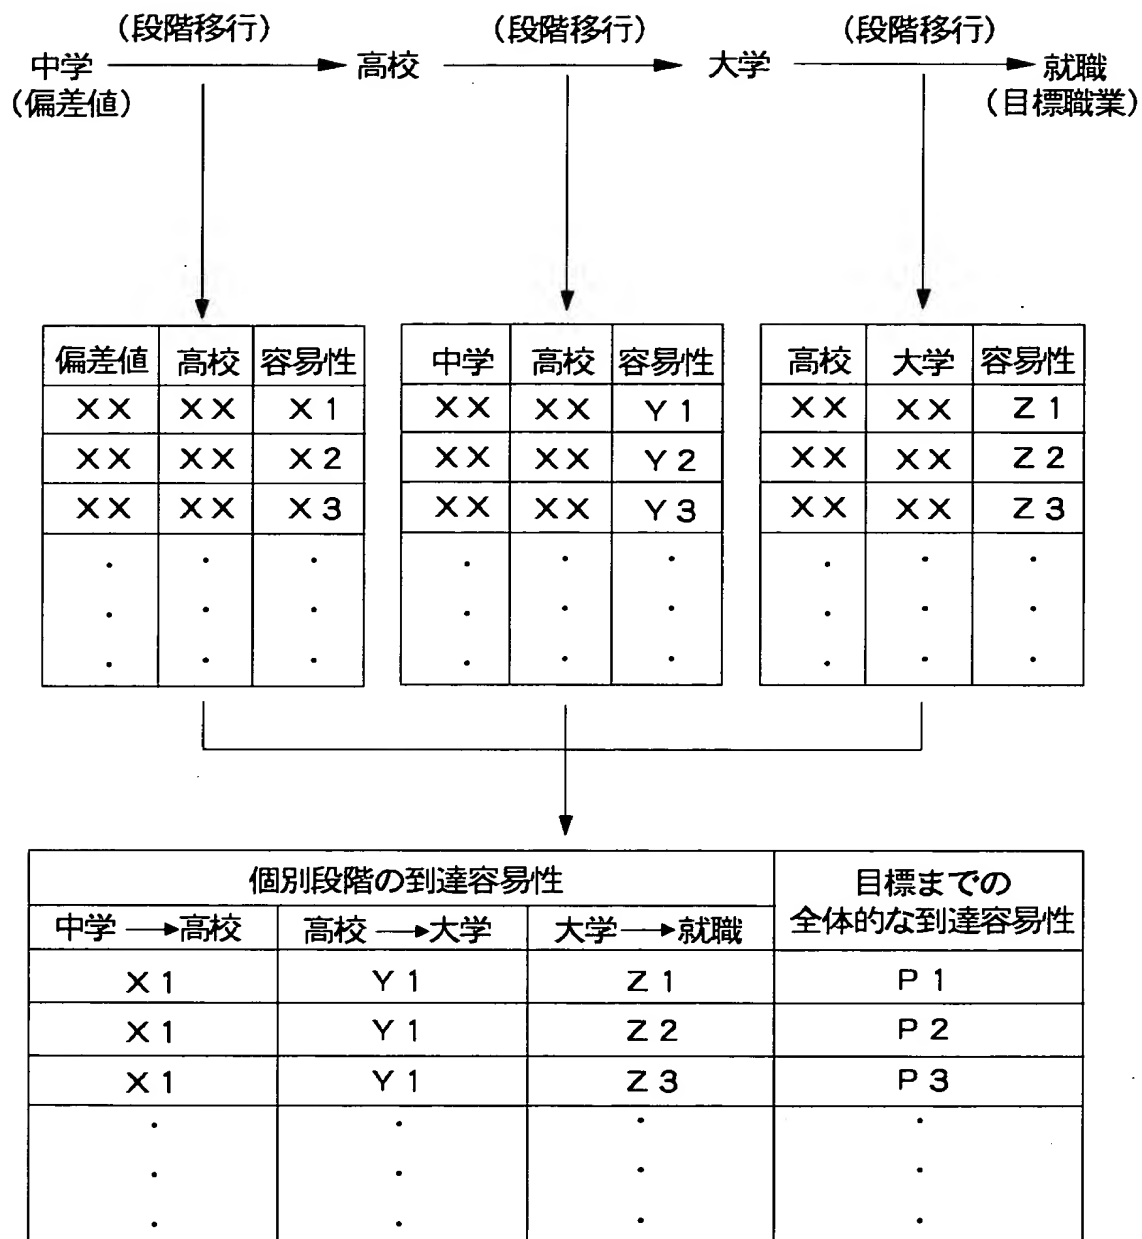 (段階移行) (段階移行) (段階移行)
中学 高校 大学 就職
(偏差値) (目標職業)
偏差値 高校 容易性
XX XX X1
XX XX X2
XX XX X3
中学 高校 容易性
XX XX Y1
XX XX Y2
XX XX Y3
高校 大学 容易性
XX XX Z1
XX XX Z2
XX XX Z3
個別段階の到達容易性
目標までの
全体的な到達容易性
中学→高校 高校→大学 大学→就職
X1 Y1 Z1 P1
X1 Y1 Z2 P2
X1 Y1 Z3 P3